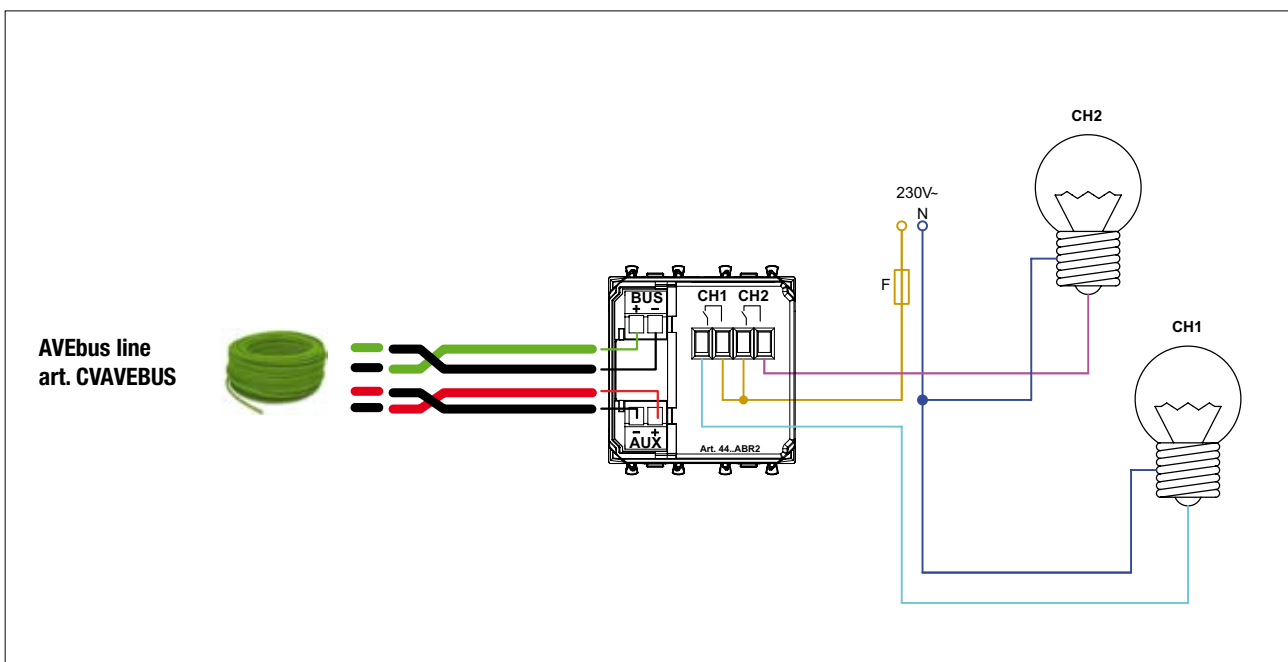 CH2
230V~
N
BUS
+ −
CH1 CH2
F
CH1
AVEbus line
art. CVAVEBUS
− +
AUX
Art. 44..ABR2